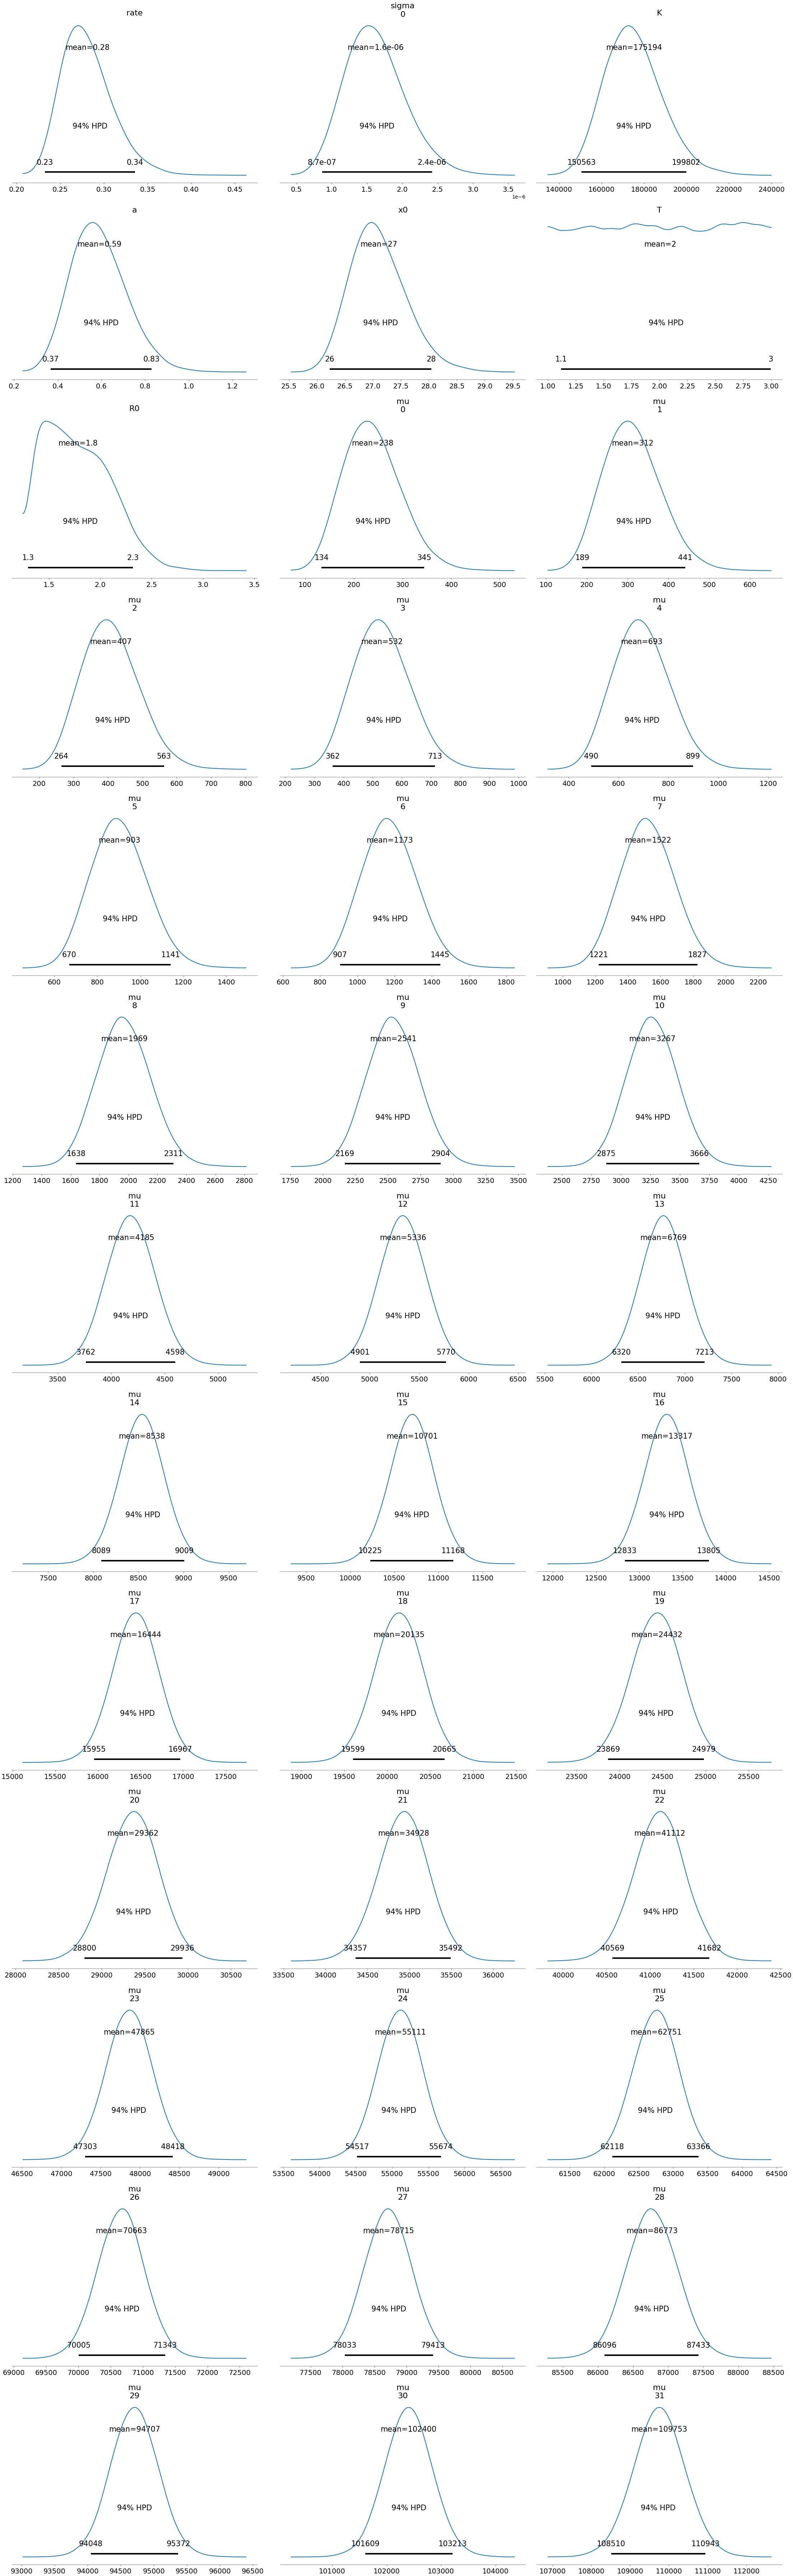 rate
mean=0.28
94% HPD
0.23 0.34
0.20 0.25 0.30 0.35 0.40 0.45
sigma
0
mean=1.6e-06
94% HPD
8.7e-07 2.4e-06
0.5 1.0 1.5 2.0 2.5 3.0 3.5
1e−6
K
mean=175194
94% HPD
150563 199802
140000 160000 180000 200000 220000 240000
a
mean=0.59
94% HPD
0.37 0.83
0.2 0.4 0.6 0.8 1.0 1.2
x0
mean=27
94% HPD
26 28
25.5 26.0 26.5 27.0 27.5 28.0 28.5 29.0 29.5
T
mean=2
94% HPD
1.1 3
1.00 1.25 1.50 1.75 2.00 2.25 2.50 2.75 3.00
R0
mean=1.8
94% HPD
1.3 2.3
1.5 2.0 2.5 3.0 3.5
mu
0
mean=238
94% HPD
134 345
100 200 300 400 500
mu
1
mean=312
94% HPD
189 441
100 200 300 400 500 600
mu
2
mean=407
94% HPD
264 563
200 300 400 500 600 700 800
mu
3
mean=532
94% HPD
362 713
200 300 400 500 600 700 800 900 1000
mu
4
mean=693
94% HPD
490 899
400 600 800 1000 1200
mu
5
mean=903
94% HPD
670 1141
600 800 1000 1200 1400
mu
6
mean=1173
94% HPD
907 1445
600 800 1000 1200 1400 1600 1800
mu
7
mean=1522
94% HPD
1221 1827
1000 1200 1400 1600 1800 2000 2200
mu
8
mean=1969
94% HPD
1638 2311
1200 1400 1600 1800 2000 2200 2400 2600 2800
mu
9
mean=2541
94% HPD
2169 2904
1750 2000 2250 2500 2750 3000 3250 3500
mu
10
mean=3267
94% HPD
2875 3666
2500 2750 3000 3250 3500 3750 4000 4250
mu
11
mean=4185
94% HPD
3762 4598
3500 4000 4500 5000
mu
12
mean=5336
94% HPD
4901 5770
4500 5000 5500 6000 6500
mu
13
mean=6769
94% HPD
6320 7213
5500 6000 6500 7000 7500 8000
mu
14
mean=8538
94% HPD
8089 9009
7500 8000 8500 9000 9500
mu
15
mean=10701
94% HPD
10225 11168
9500 10000 10500 11000 11500
mu
16
mean=13317
94% HPD
12833 13805
12000 12500 13000 13500 14000 14500
mu
17
mean=16444
94% HPD
15955 16967
15000 15500 16000 16500 17000 17500
mu
18
mean=20135
94% HPD
19599 20665
19000 19500 20000 20500 21000 21500
mu
19
mean=24432
94% HPD
23869 24979
23500 24000 24500 25000 25500
mu
20
mean=29362
94% HPD
28800 29936
28000 28500 29000 29500 30000 30500
mu
21
mean=34928
94% HPD
34357 35492
33500 34000 34500 35000 35500 36000
mu
22
mean=41112
94% HPD
40569 41682
40000 40500 41000 41500 42000 42500
mu
23
mean=47865
94% HPD
47303 48418
46500 47000 47500 48000 48500 49000
mu
24
mean=55111
94% HPD
54517 55674
53500 54000 54500 55000 55500 56000 56500
mu
25
mean=62751
94% HPD
62118 63366
61500 62000 62500 63000 63500 64000 64500
mu
26
mean=70663
94% HPD
70005 71343
69000 69500 70000 70500 71000 71500 72000 72500
mu
27
mean=78715
94% HPD
78033 79413
77500 78000 78500 79000 79500 80000 80500
mu
28
mean=86773
94% HPD
86096 87433
85500 86000 86500 87000 87500 88000 88500
mu
29
mean=94707
94% HPD
94048 95372
93000 93500 94000 94500 95000 95500 96000 96500
mu
30
mean=102400
94% HPD
101609 103213
101000 102000 103000 104000
mu
31
mean=109753
94% HPD
108510 110943
107000 108000 109000 110000 111000 112000